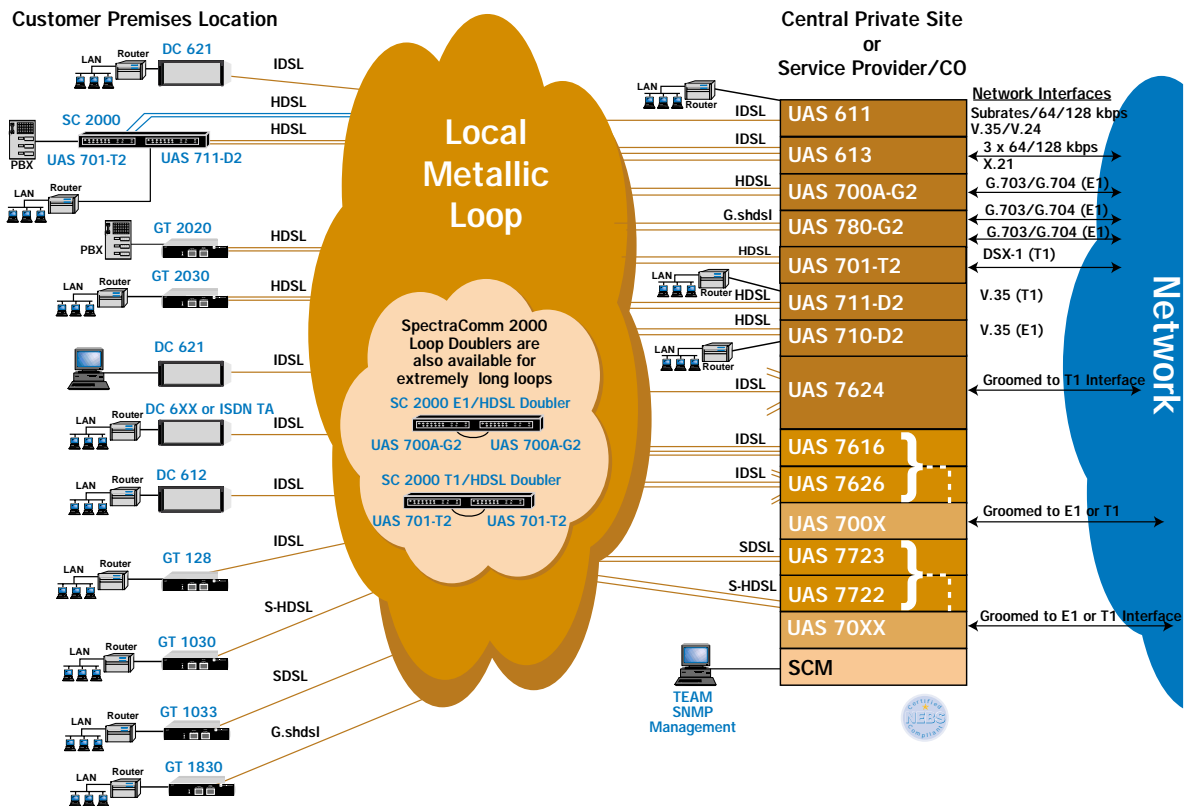 Customer Premises Location
LAN
Router
DC 621
IDSL
HDSL
SC 2000
HDSL
PBX
UAS 701-T2
UAS 711-D2
LAN
Router
GT 2020
PBX
HDSL
LAN
Router
GT 2030
HDSL
DC 621
IDSL
DC 6XX or ISDN TA
LAN
Router
IDSL
LAN
Router
DC 612
IDSL
LAN
Router
GT 128
IDSL
LAN
Router
GT 1030
S-HDSL
LAN
Router
GT 1033
SDSL
LAN
Router
GT 1830
G.shdsl
Local
Metallic
Loop
SpectraComm 2000
Loop Doublers are
also available for
extremely long loops
SC 2000 E1/HDSL Doubler
UAS 700A-G2
UAS 700A-G2
SC 2000 T1/HDSL Doubler
UAS 701-T2
UAS 701-T2
Central Private Site
or
Service Provider/CO
LAN
Router
IDSL
IDSL
HDSL
G.shdsl
HDSL
LAN
Router
HDSL
HDSL
LAN
Router
IDSL
IDSL
IDSL
SDSL
S-HDSL
UAS 611
UAS 613
UAS 700A-G2
UAS 780-G2
UAS 701-T2
UAS 711-D2
UAS 710-D2
UAS 7624
UAS 7616
UAS 7626
UAS 700X
UAS 7723
UAS 7722
UAS 70XX
SCM
TEAM
SNMP
Management
Certified
NEBS
Compliant
Network Interfaces
Subrates/64/128 kbps
V.35/V.24
3 x 64/128 kbps
X.21
G.703/G.704 (E1)
G.703/G.704 (E1)
G.703/G.704 (E1)
DSX-1 (T1)
V.35 (T1)
V.35 (E1)
Groomed to T1 Interface
Groomed to E1 or T1
Groomed to E1 or T1 Interface
Network